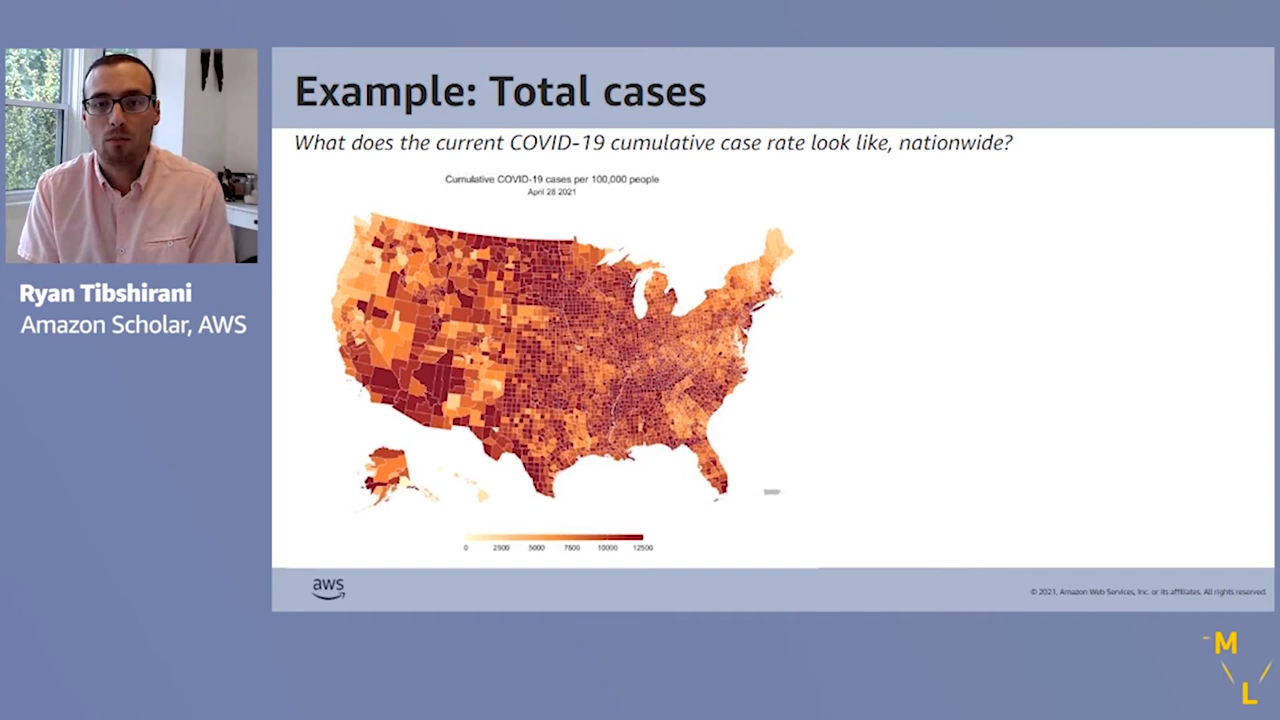 Example: Total cases
What does the current COVID-19 cumulative case rate look like, nationwide?
Cumulative COVID-19 cases per 100,000 people
April 28 2021
Ryan Tibshirani
Amazon Scholar, AWS
0 2500 5000 7500 10000 12500
aws
© 2021, Amazon Web Services, Inc. or its affiliates. All rights reserved.
M
L